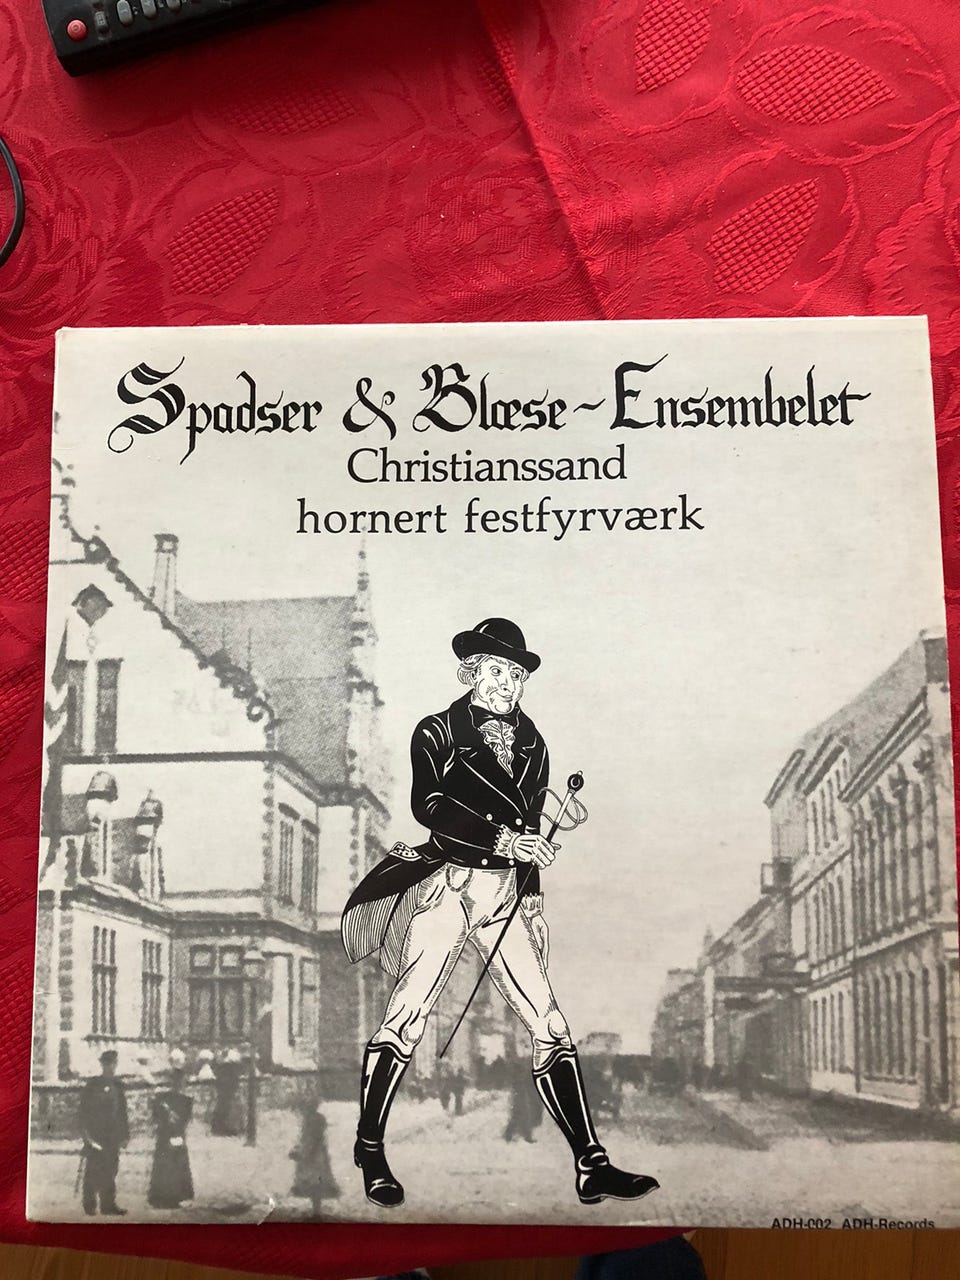 Spadser & Blæse~Ensembelet
Christianssand
hornert festfyrværk
ADH-002 ADH-Records